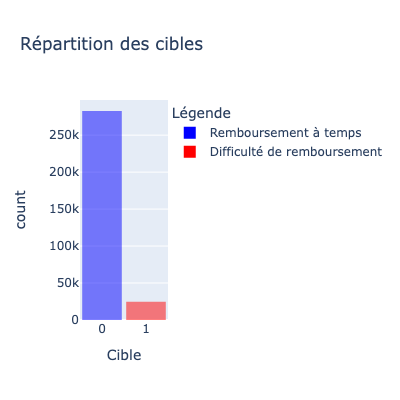 Répartition des cibles
Légende
Remboursement à temps
Difficulté de remboursement
250k
200k
150k
100k
50k
0
count
0 1
Cible